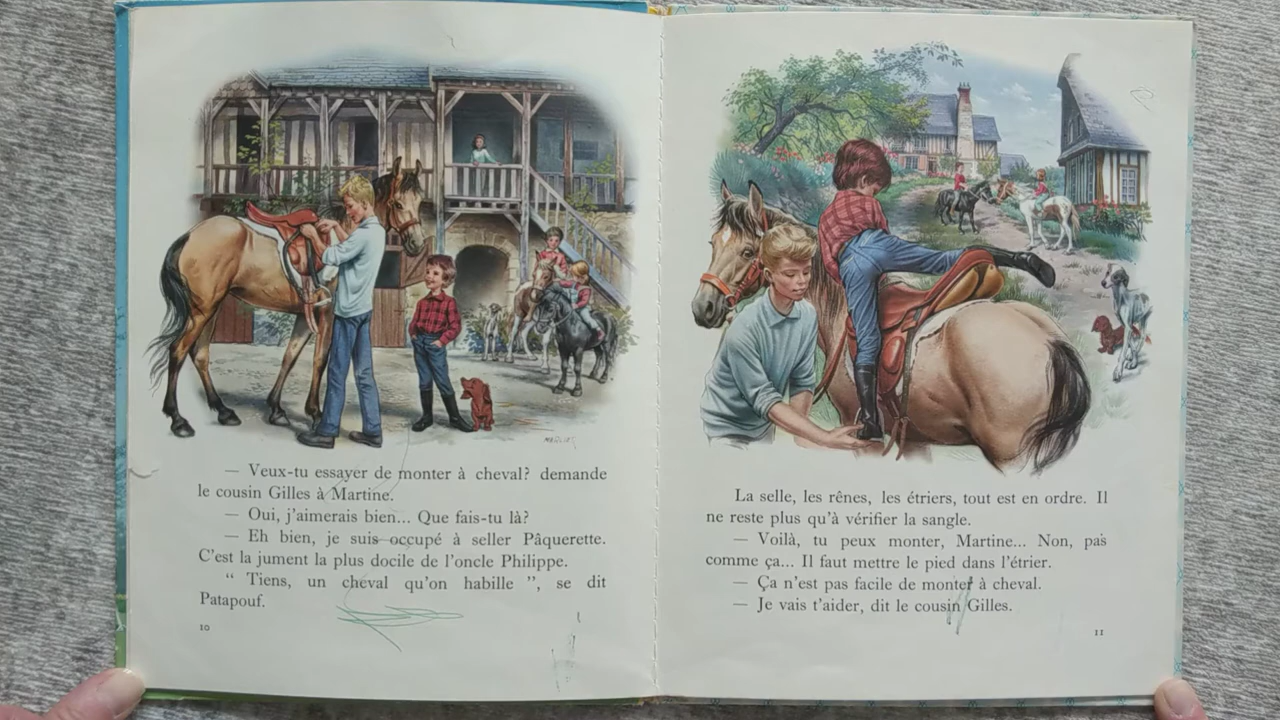 — Veux-tu essayer de monter à cheval? demande
le cousin Gilles à Martine.
— Oui, j'aimerais bien... Que fais-tu là?
— Eh bien, je suis occupé à seller Pâquerette.
C'est la jument la plus docile de l'oncle Philippe.
“ Tiens, un cheval qu'on habille ”, se dit
Patapouf.
10
La selle, les rênes, les étriers, tout est en ordre. Il
ne reste plus qu'à vérifier la sangle.
— Voilà, tu peux monter, Martine... Non, pas
comme ça... Il faut mettre le pied dans l'étrier.
— Ça n'est pas facile de monter à cheval.
— Je vais t'aider, dit le cousin Gilles.
11